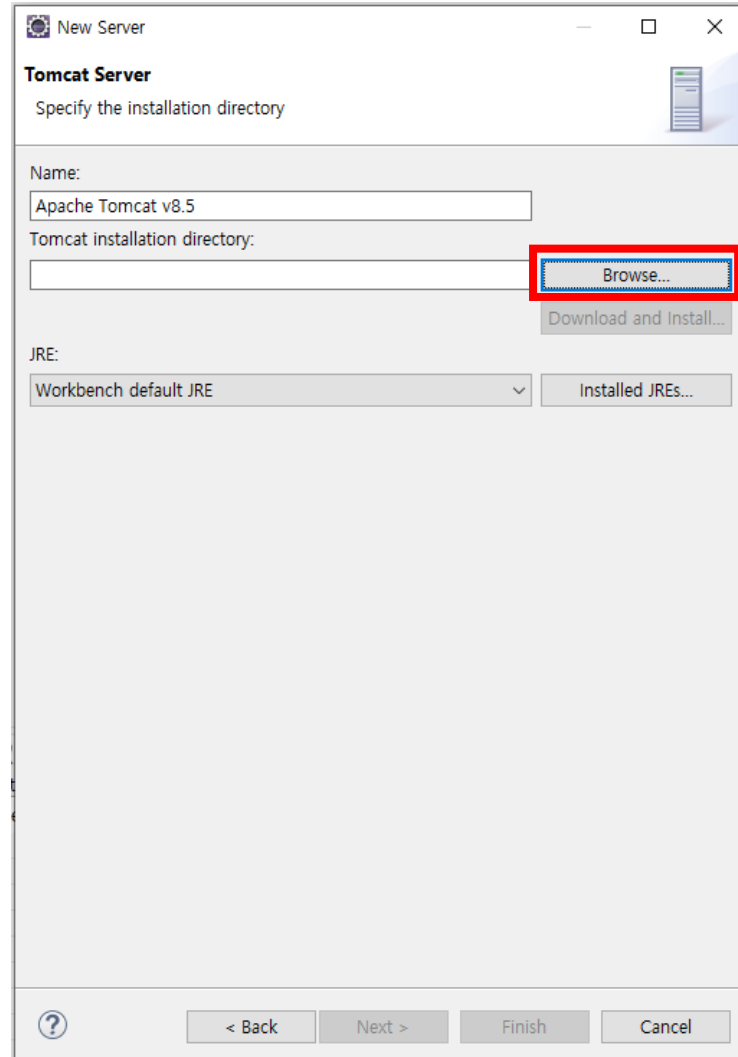 New Server
Tomcat Server
Specify the installation directory
Name:
Apache Tomcat v8.5
Tomcat installation directory:
Browse...
Download and Install...
JRE:
Workbench default JRE
Installed JREs...
< Back
Next >
Finish
Cancel